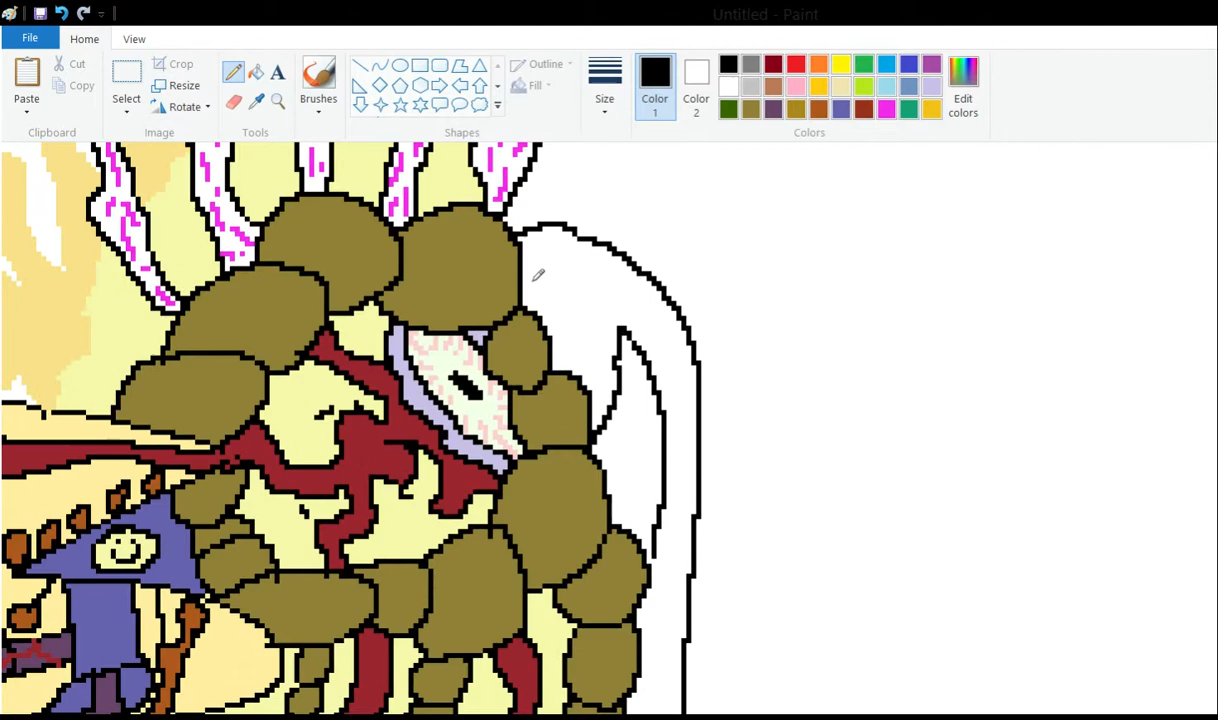 Untitled - Paint
File Home View
Paste Cut Copy Select Crop Resize Rotate Brushes Outline Fill Size Color 1 Color 2 Edit colors
Clipboard Image Tools Shapes Colors